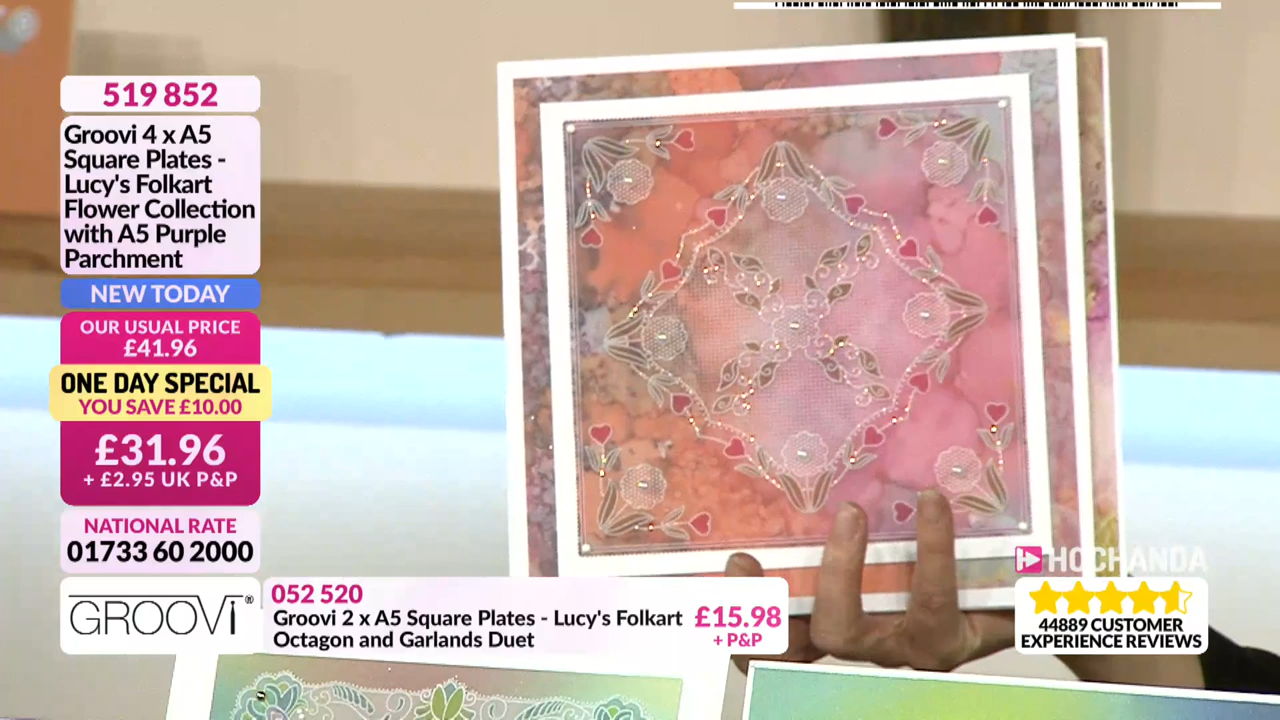 519 852
Groovi 4 x A5
Square Plates -
Lucy's Folkart
Flower Collection
with A5 Purple
Parchment
NEW TODAY
OUR USUAL PRICE
£41.96
ONE DAY SPECIAL
YOU SAVE £10.00
£31.96
+ £2.95 UK P&P
NATIONAL RATE
01733 60 2000
GROOVi®
052 520
Groovi 2 x A5 Square Plates - Lucy's Folkart
Octagon and Garlands Duet
£15.98
+ P&P
HOCHANDA
44889 CUSTOMER
EXPERIENCE REVIEWS